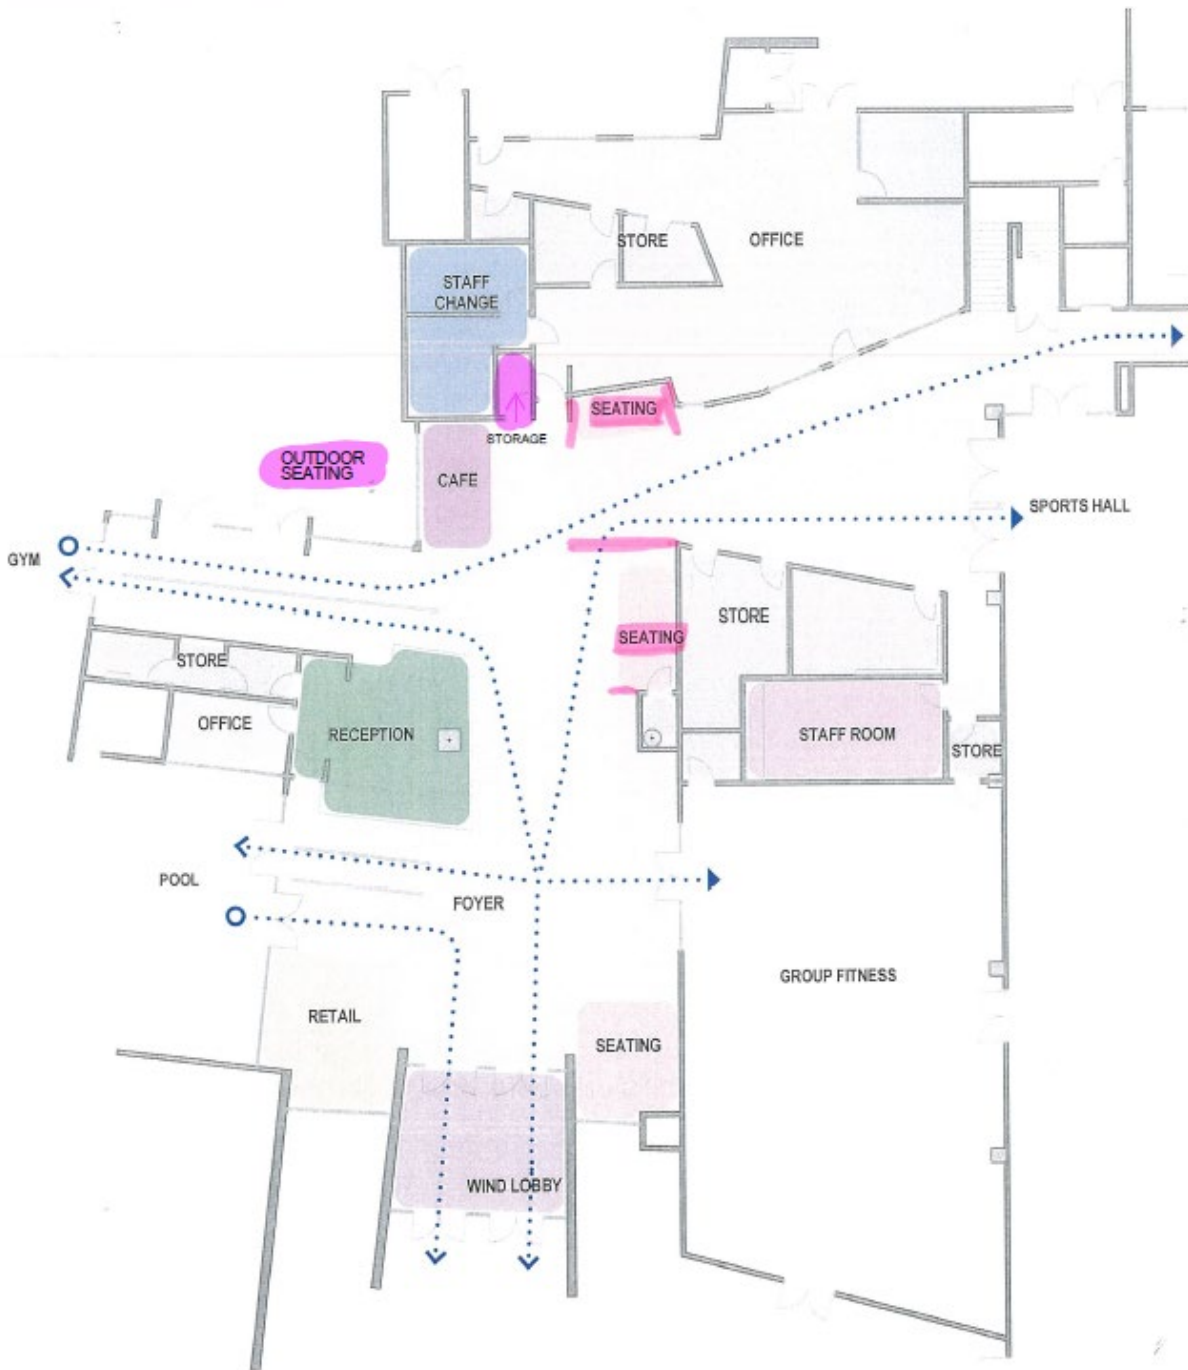 STORE
OFFICE
STAFF
CHANGE
SEATING
STORAGE
OUTDOOR
SEATING
CAFE
SPORTS HALL
GYM
STORE
SEATING
STORE
OFFICE
RECEPTION
STAFF ROOM
STORE
POOL
FOYER
GROUP FITNESS
RETAIL
SEATING
WIND LOBBY